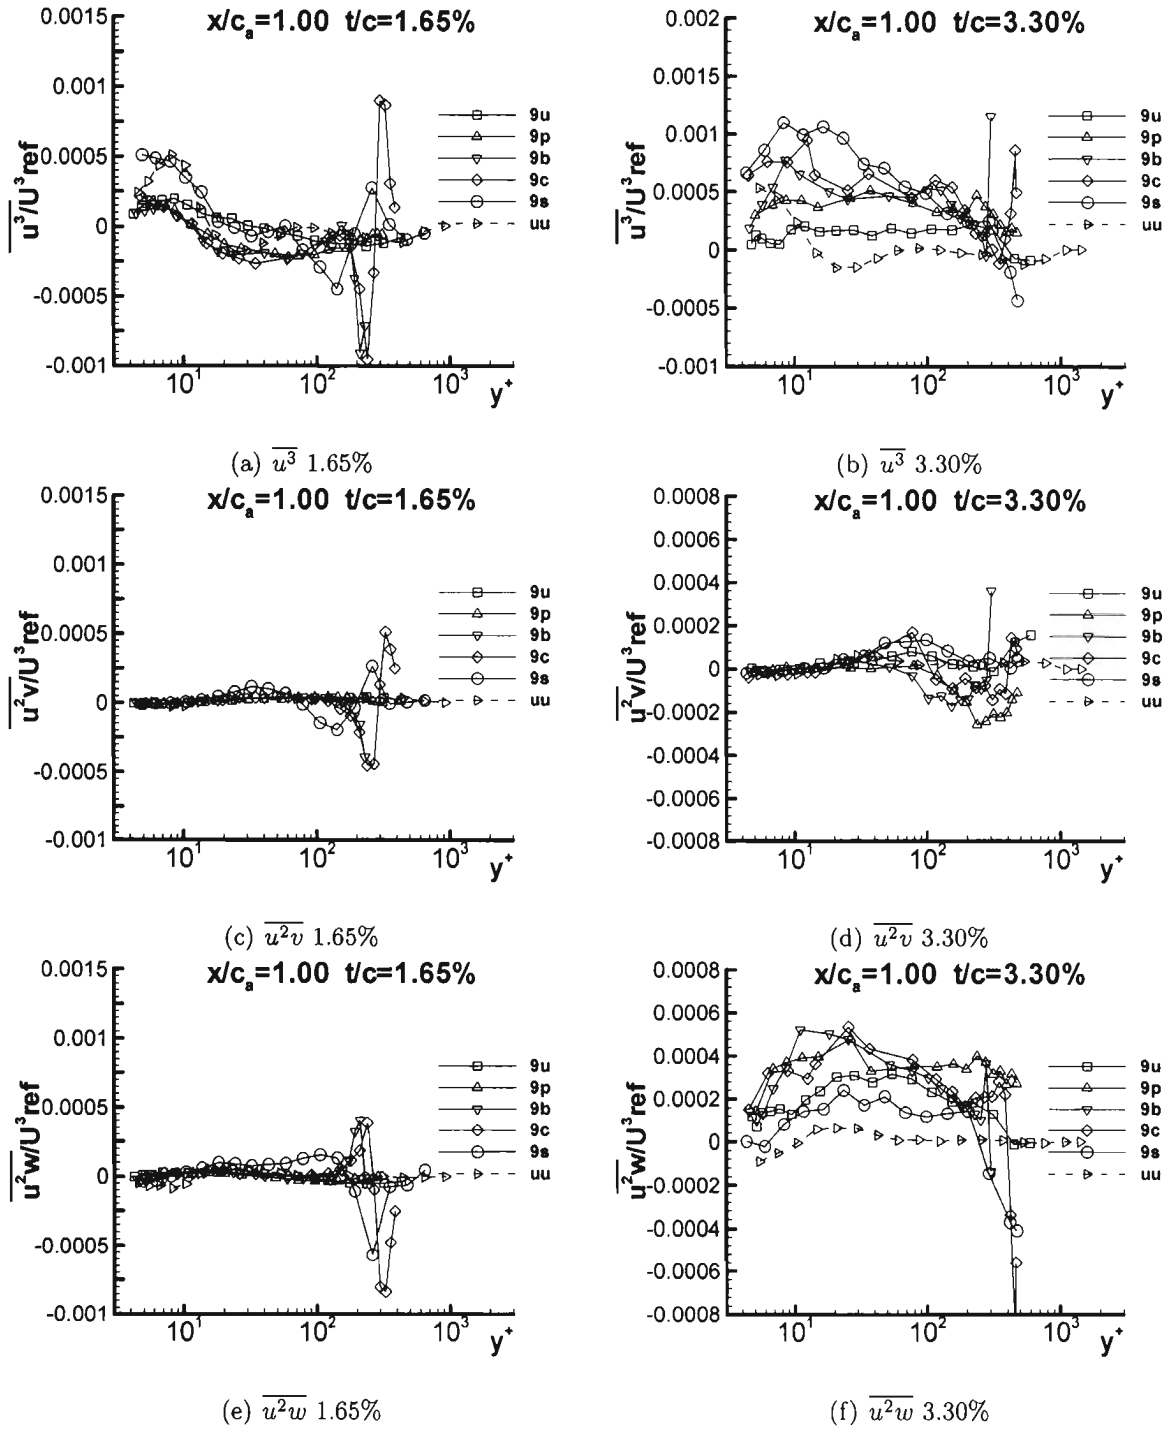 x/ca=1.00 t/c=1.65%
0.0015
0.001
0.0005
0
-0.0005
-0.001
u³/U³ref
10¹
10²
10³
y⁺
9u
9p
9b
9c
9s
uu
(a) u³ 1.65%
x/ca=1.00 t/c=3.30%
0.002
0.0015
0.001
0.0005
0
-0.0005
-0.001
u³/U³ref
10¹
10²
10³
y⁺
9u
9p
9b
9c
9s
uu
(b) u³ 3.30%
x/ca=1.00 t/c=1.65%
0.0015
0.001
0.0005
0
-0.0005
-0.001
u²v/U³ref
10¹
10²
10³
y⁺
9u
9p
9b
9c
9s
uu
(c) u²v 1.65%
x/ca=1.00 t/c=3.30%
0.0008
0.0006
0.0004
0.0002
0
-0.0002
-0.0004
-0.0006
-0.0008
u²v/U³ref
10¹
10²
10³
y⁺
9u
9p
9b
9c
9s
uu
(d) u²v 3.30%
x/ca=1.00 t/c=1.65%
0.0015
0.001
0.0005
0
-0.0005
-0.001
u²w/U³ref
10¹
10²
10³
y⁺
9u
9p
9b
9c
9s
uu
(e) u²w 1.65%
x/ca=1.00 t/c=3.30%
0.0008
0.0006
0.0004
0.0002
0
-0.0002
-0.0004
-0.0006
-0.0008
u²w/U³ref
10¹
10²
10³
y⁺
9u
9p
9b
9c
9s
uu
(f) u²w 3.30%